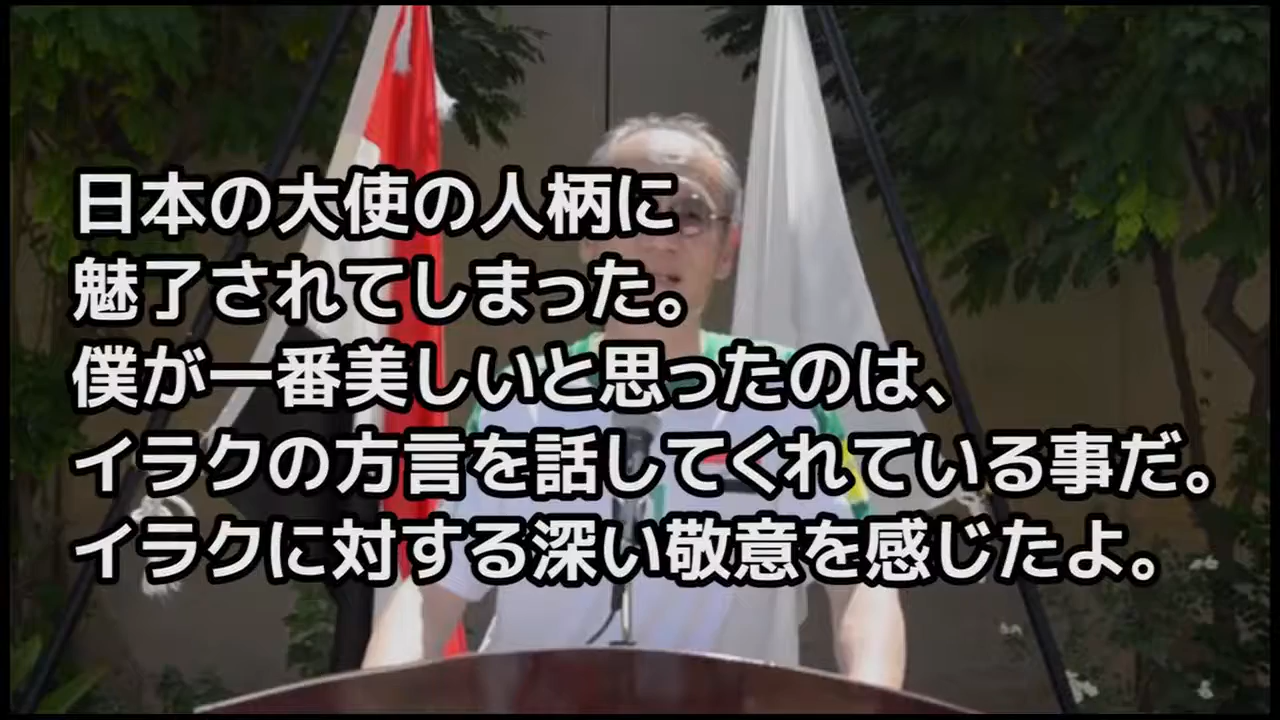 日本の大使の人柄に
魅了されてしまった。
僕が一番美しいと思ったのは、
イラクの方言を話してくれている事だ。
イラクに対する深い敬意を感じたよ。